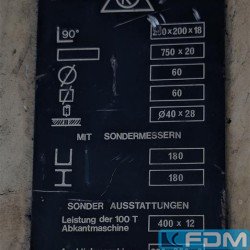 90° 200×200×18
750 × 20
60
60
Ø40 × 28
MIT SONDERMESSERN
180
180
SONDER AUSSTATTUNGEN
Leistung der 100 T
Abkantmaschine 400 × 12
FDM